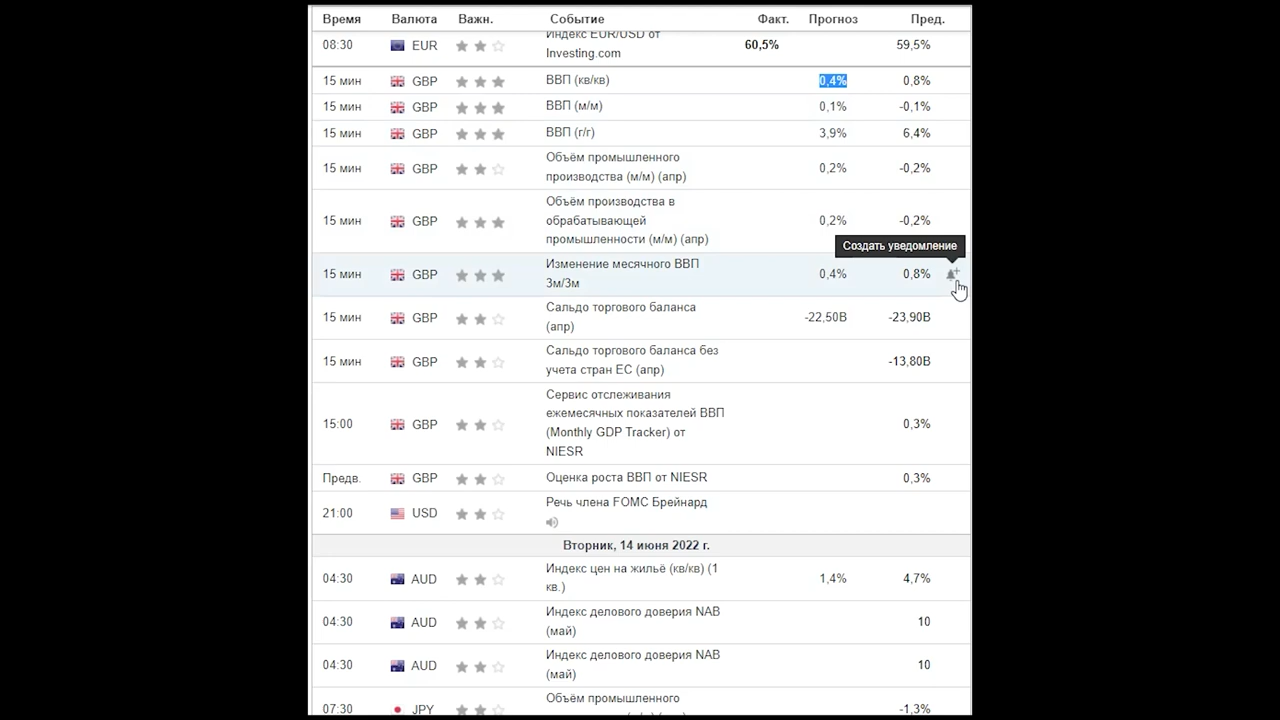 Время Валюта Важн. Событие Факт. Прогноз Пред.
08:30 EUR Индекс EUR/USD от
Investing.com 60,5% 59,5%
15 мин GBP ВВП (кв/кв) 0,4% 0,8%
15 мин GBP ВВП (м/м) 0,1% -0,1%
15 мин GBP ВВП (г/г) 3,9% 6,4%
15 мин GBP Объём промышленного
производства (м/м) (апр) 0,2% -0,2%
15 мин GBP Объём производства в
обрабатывающей
промышленности (м/м) (апр) 0,2% -0,2%
Создать уведомление
15 мин GBP Изменение месячного ВВП
3м/3м 0,4% 0,8%
15 мин GBP Сальдо торгового баланса
(апр) -22,50B -23,90B
15 мин GBP Сальдо торгового баланса без
учета стран ЕС (апр) -13,80B
15:00 GBP Сервис отслеживания
ежемесячных показателей ВВП
(Monthly GDP Tracker) от
NIESR 0,3%
Предв. GBP Оценка роста ВВП от NIESR 0,3%
21:00 USD Речь члена FOMC Брейнард
Вторник, 14 июня 2022 г.
04:30 AUD Индекс цен на жильё (кв/кв) (1
кв.) 1,4% 4,7%
04:30 AUD Индекс делового доверия NAB
(май) 10
04:30 AUD Индекс делового доверия NAB
(май) 10
07:30 JPY Объём промышленного -1,3%